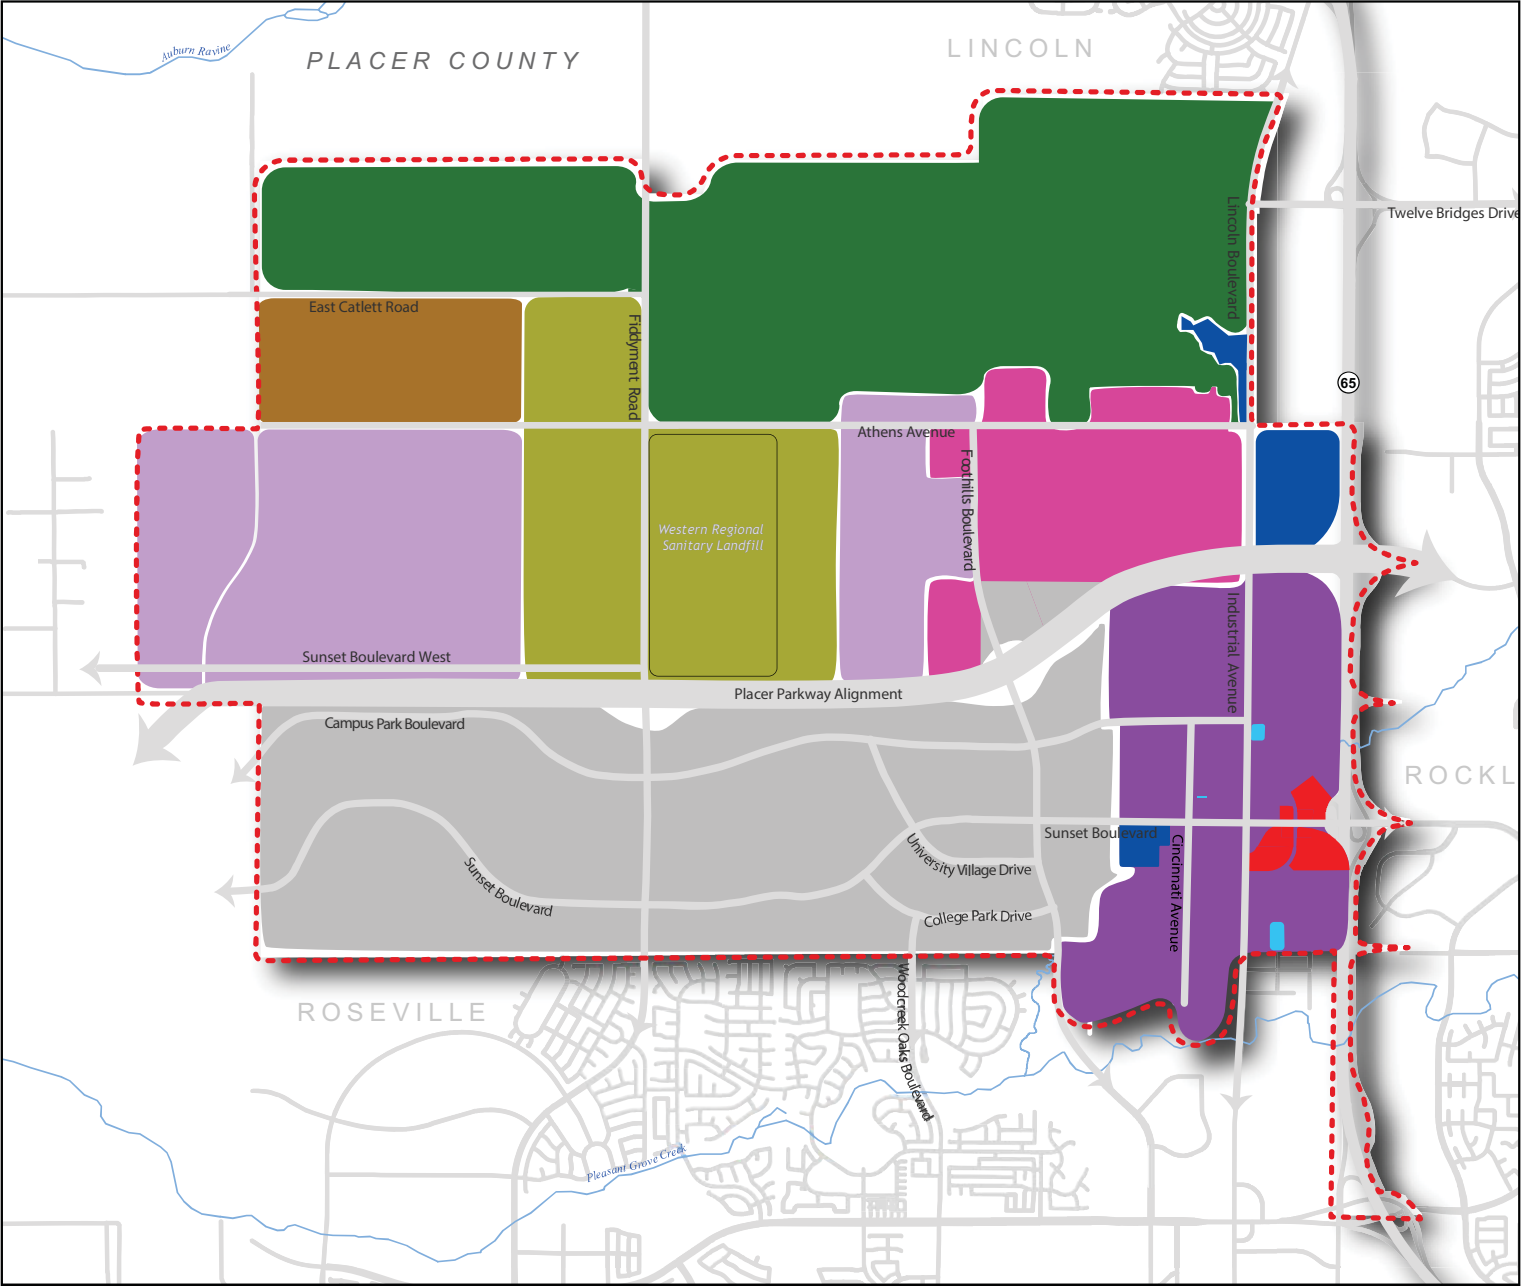 Auburn Ravine
PLACER COUNTY
LINCOLN
Lincoln Boulevard
Twelve Bridges Drive
East Catlett Road
Fiddyment Road
65
Athens Avenue
Foothills Boulevard
Western Regional
Sanitary Landfill
Industrial Avenue
Sunset Boulevard West
Placer Parkway Alignment
Campus Park Boulevard
ROCKL
Sunset Boulevard
Cincinnati Avenue
University Village Drive
Sunset Boulevard
College Park Drive
Woodcreek Oaks Boulevard
ROSEVILLE
Pleasant Grove Creek